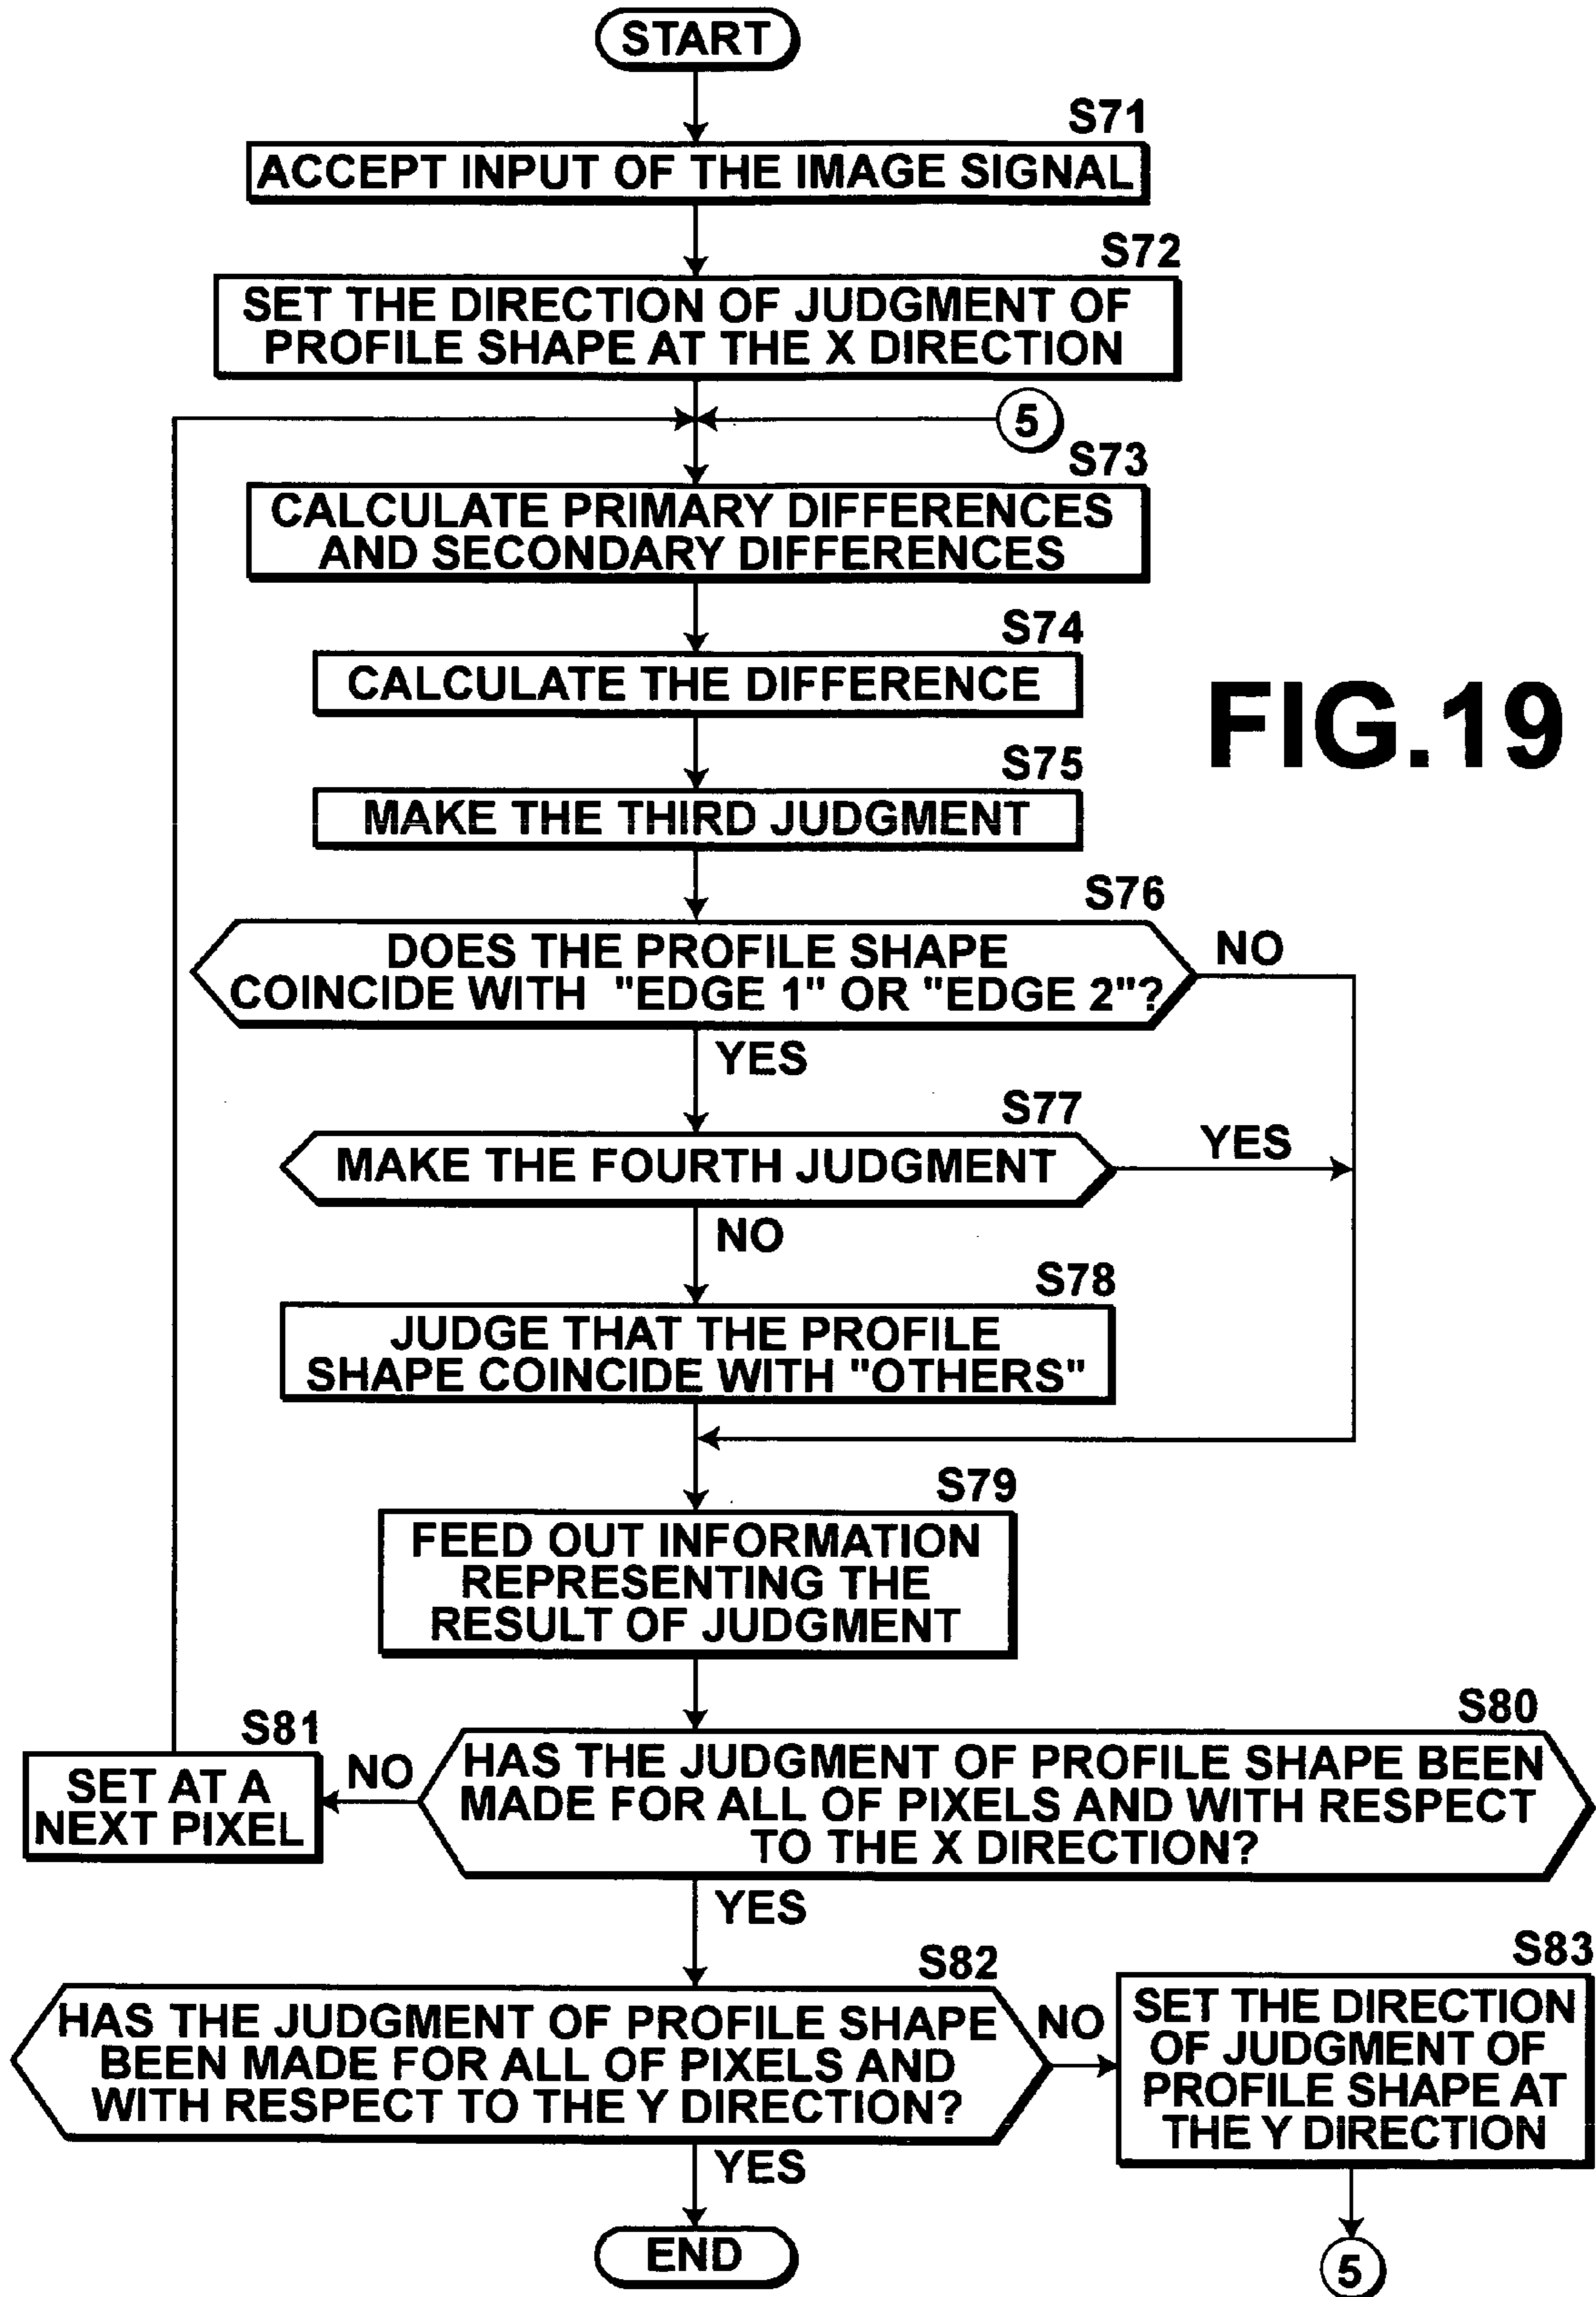 START
S71
ACCEPT INPUT OF THE IMAGE SIGNAL
S72
SET THE DIRECTION OF JUDGMENT OF
PROFILE SHAPE AT THE X DIRECTION
5
S73
CALCULATE PRIMARY DIFFERENCES
AND SECONDARY DIFFERENCES
S74
CALCULATE THE DIFFERENCE
FIG.19
S75
MAKE THE THIRD JUDGMENT
S76
DOES THE PROFILE SHAPE
COINCIDE WITH "EDGE 1" OR "EDGE 2"?
NO
YES
S77
MAKE THE FOURTH JUDGMENT
YES
NO
S78
JUDGE THAT THE PROFILE
SHAPE COINCIDE WITH "OTHERS"
S79
FEED OUT INFORMATION
REPRESENTING THE
RESULT OF JUDGMENT
S80
HAS THE JUDGMENT OF PROFILE SHAPE BEEN
MADE FOR ALL OF PIXELS AND WITH RESPECT
TO THE X DIRECTION?
NO
S81
SET AT A
NEXT PIXEL
YES
S82
HAS THE JUDGMENT OF PROFILE SHAPE
BEEN MADE FOR ALL OF PIXELS AND
WITH RESPECT TO THE Y DIRECTION?
NO
S83
SET THE DIRECTION
OF JUDGMENT OF
PROFILE SHAPE AT
THE Y DIRECTION
YES
END
5